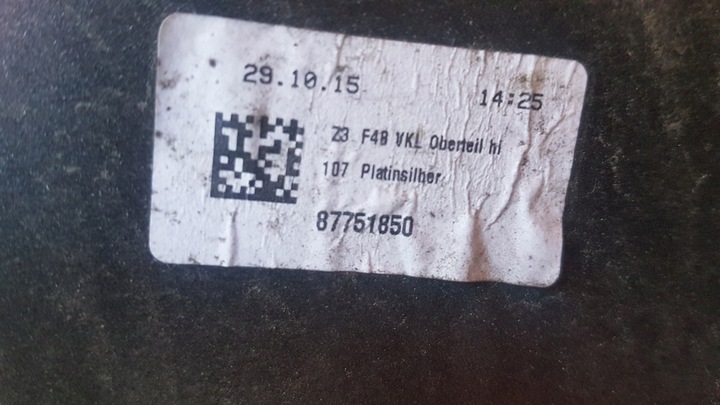 29.10.15 14:25
Z3 F48 VKL Oberteil hi
107 Platinsilber
87751850